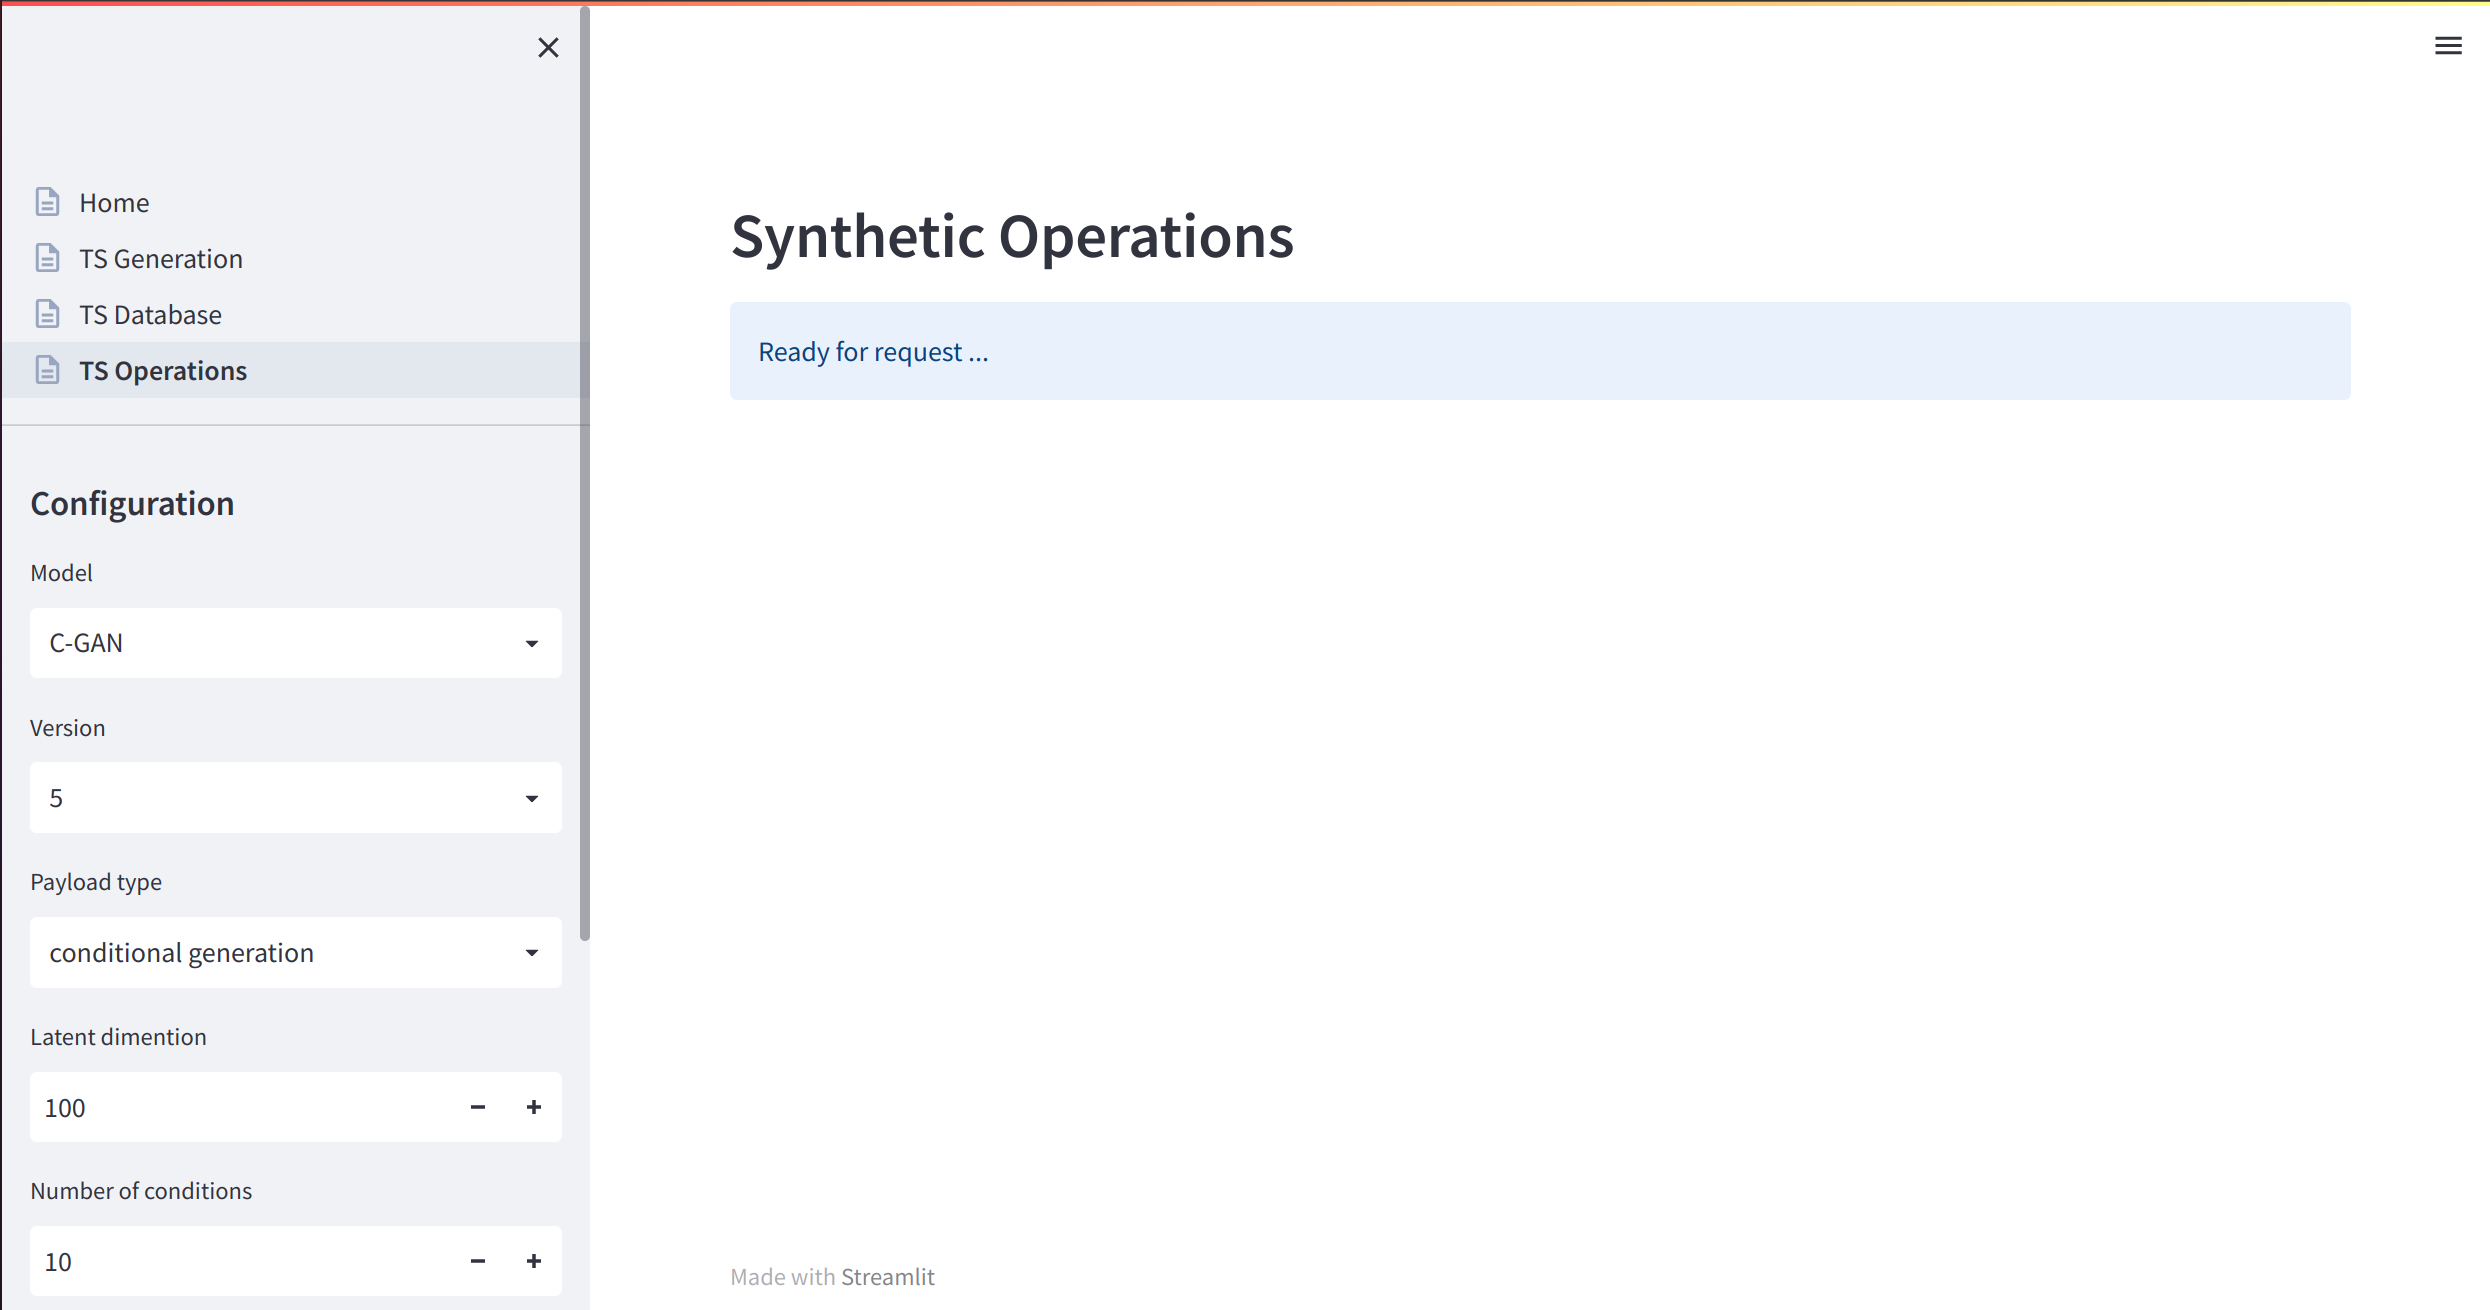 Home
TS Generation
TS Database
TS Operations
Configuration
Model
C-GAN
Version
5
Payload type
conditional generation
Latent dimention
100
Number of conditions
10
Synthetic Operations
Ready for request ...
Made with Streamlit